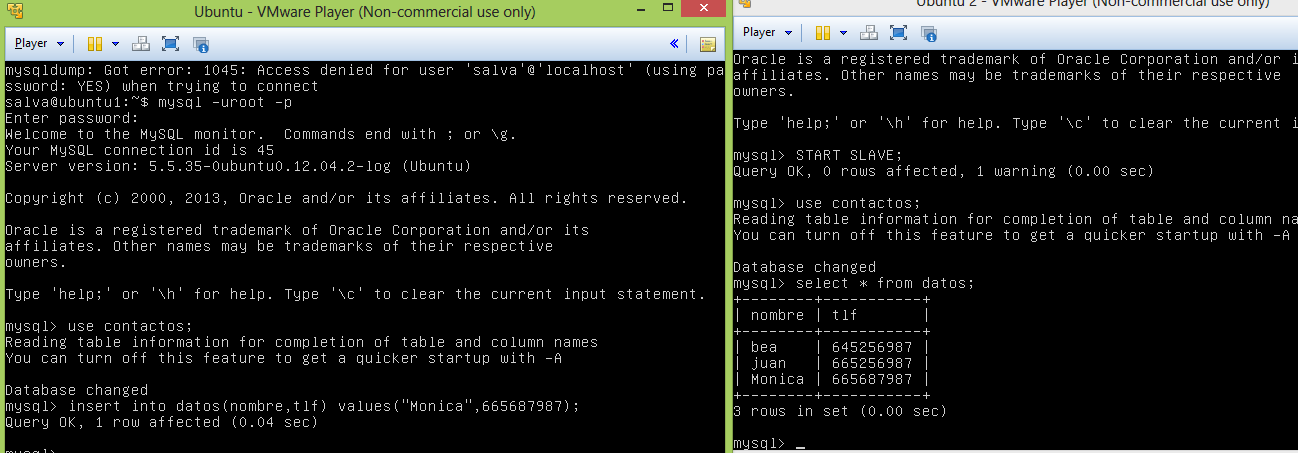 Ubuntu - VMware Player (Non-commercial use only)
Player
mysqldump: Got error: 1045: Access denied for user 'salva'@'localhost' (using pa
ssword: YES) when trying to connect
salva@ubuntu1:~$ mysql -uroot -p
Enter password:
Welcome to the MySQL monitor.  Commands end with ; or \g.
Your MySQL connection id is 45
Server version: 5.5.35-0ubuntu0.12.04.2-log (Ubuntu)
Copyright (c) 2000, 2013, Oracle and/or its affiliates. All rights reserved.
Oracle is a registered trademark of Oracle Corporation and/or its
affiliates. Other names may be trademarks of their respective
owners.
Type 'help;' or '\h' for help. Type '\c' to clear the current input statement.
mysql> use contactos;
Reading table information for completion of table and column names
You can turn off this feature to get a quicker startup with -A
Database changed
mysql> insert into datos(nombre,tlf) values("Monica",665687987);
Query OK, 1 row affected (0.04 sec)
mysql>
Ubuntu 2 - VMware Player (Non-commercial use only)
Player
Oracle is a registered trademark of Oracle Corporation and/or i
affiliates. Other names may be trademarks of their respective
owners.
Type 'help;' or '\h' for help. Type '\c' to clear the current i
mysql> START SLAVE;
Query OK, 0 rows affected, 1 warning (0.00 sec)
mysql> use contactos;
Reading table information for completion of table and column na
You can turn off this feature to get a quicker startup with -A
Database changed
mysql> select * from datos;
+--------+-----------+
| nombre | tlf       |
+--------+-----------+
| bea    | 645256987 |
| juan   | 665256987 |
| Monica | 665687987 |
+--------+-----------+
3 rows in set (0.00 sec)
mysql> _